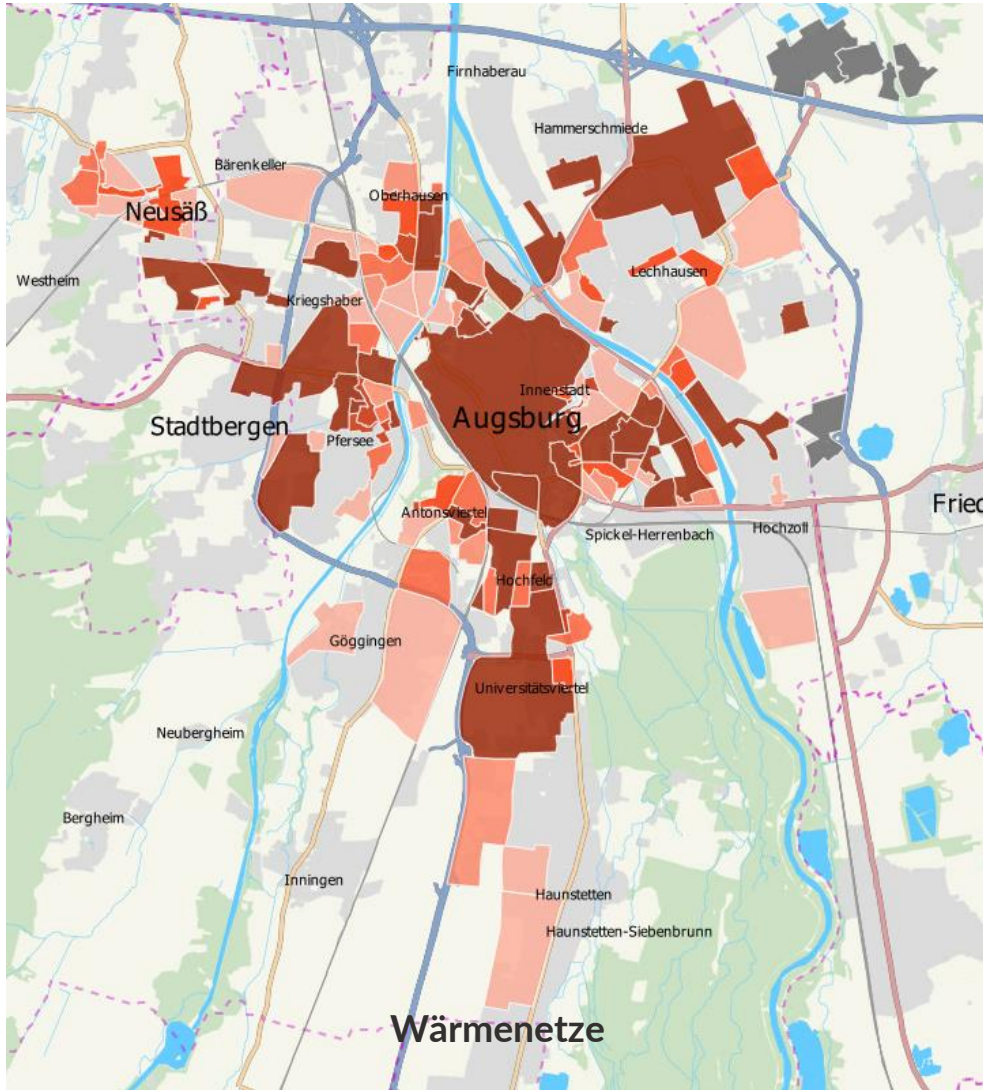 Firnhaberau
Hammerschmiede
Bärenkeller
Oberhausen
Neusäß
Westheim
Lechhausen
Kriegshaber
Innenstadt
Augsburg
Stadtbergen
Pfersee
Fried
Antonsviertel
Spickel-Herrenbach
Hochzoll
Hochfeld
Göggingen
Universitätsviertel
Neubergheim
Bergheim
Inningen
Haunstetten
Haunstetten-Siebenbrunn
Wärmenetze